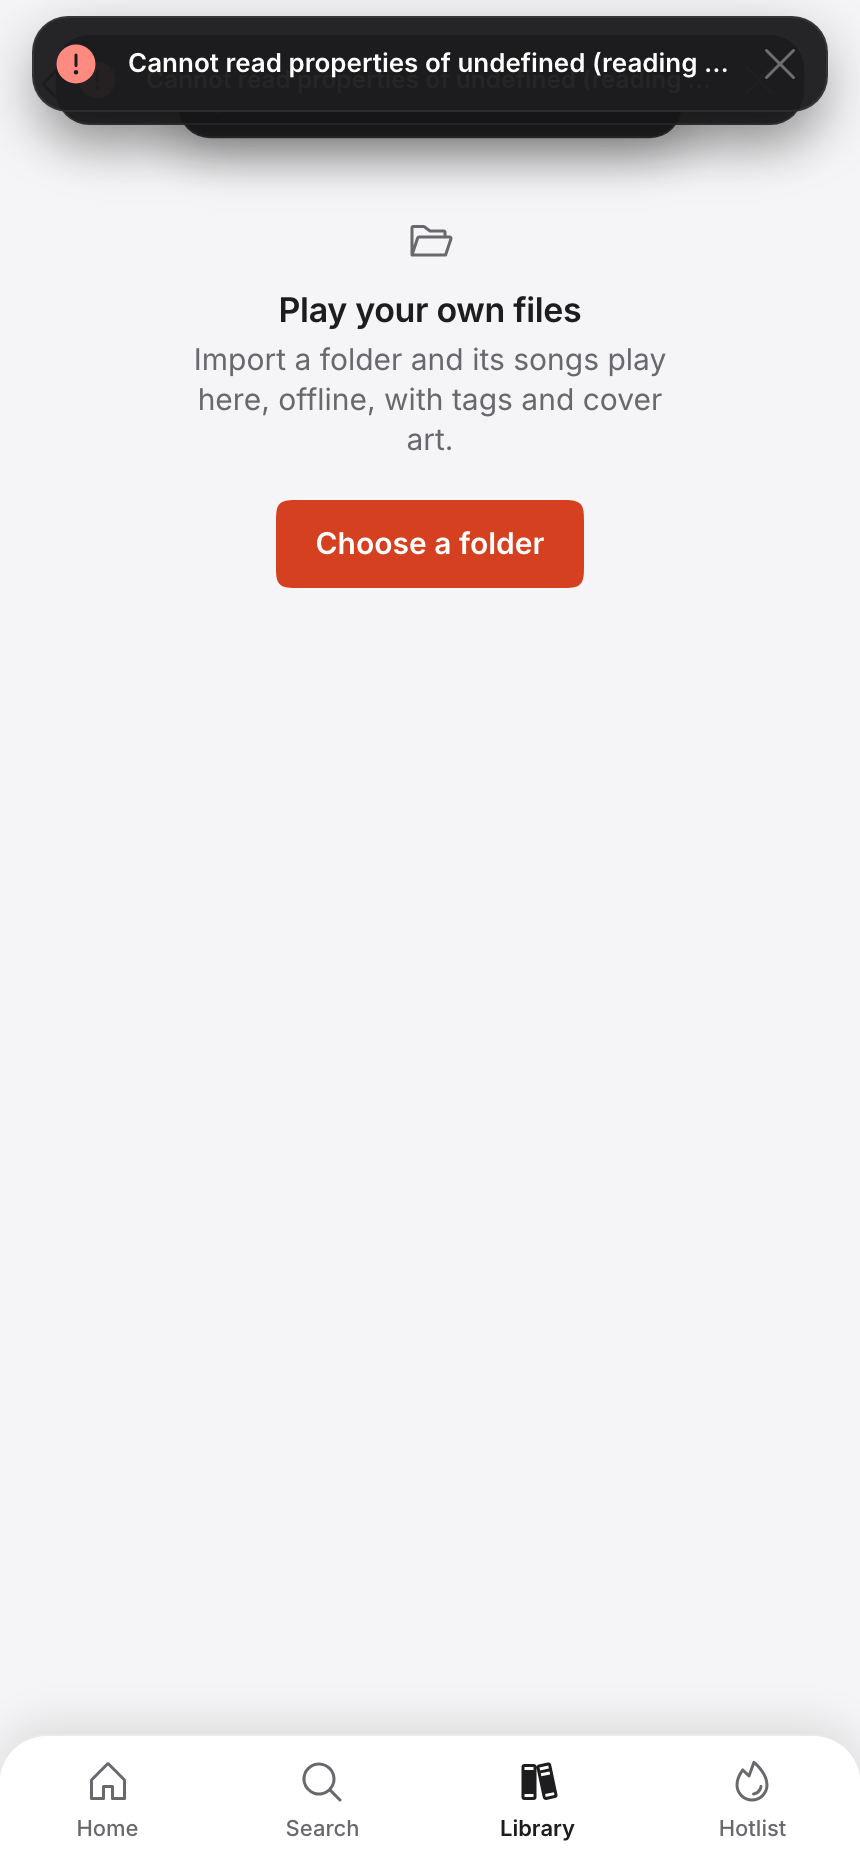 Cannot read properties of undefined (reading ...
Play your own files
Import a folder and its songs play
here, offline, with tags and cover
art.
Choose a folder
Home
Search
Library
Hotlist